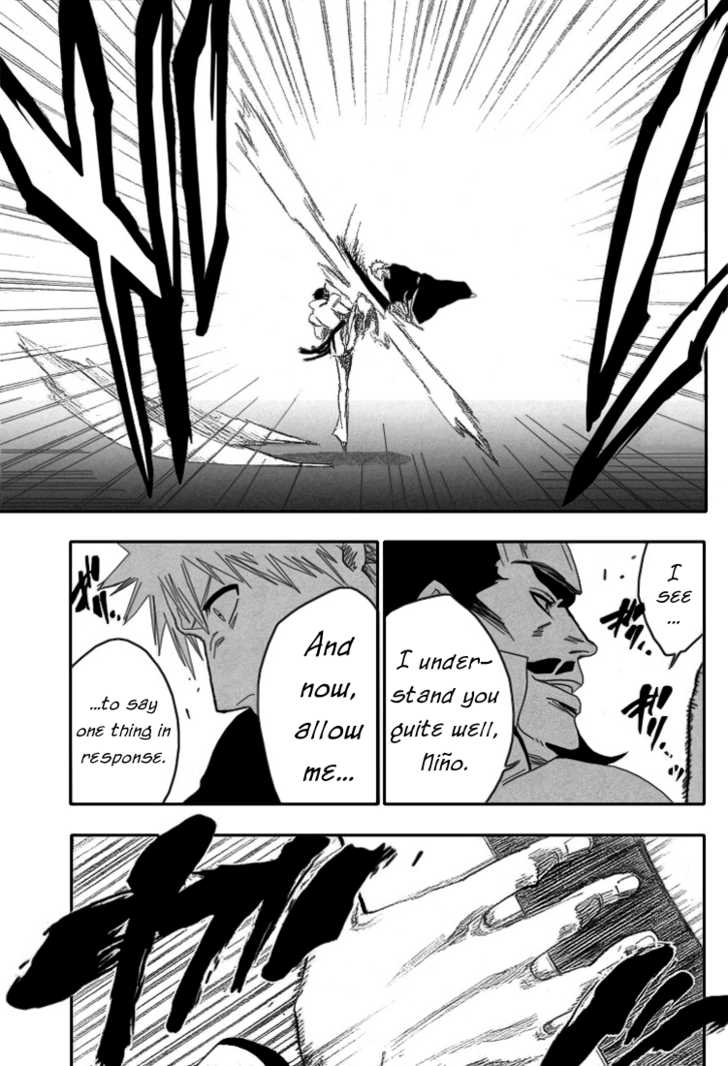 I
see
...
I under-
stand you
quite well,
Niño.
And
now,
allow
me...
...to say
one thing in
response.